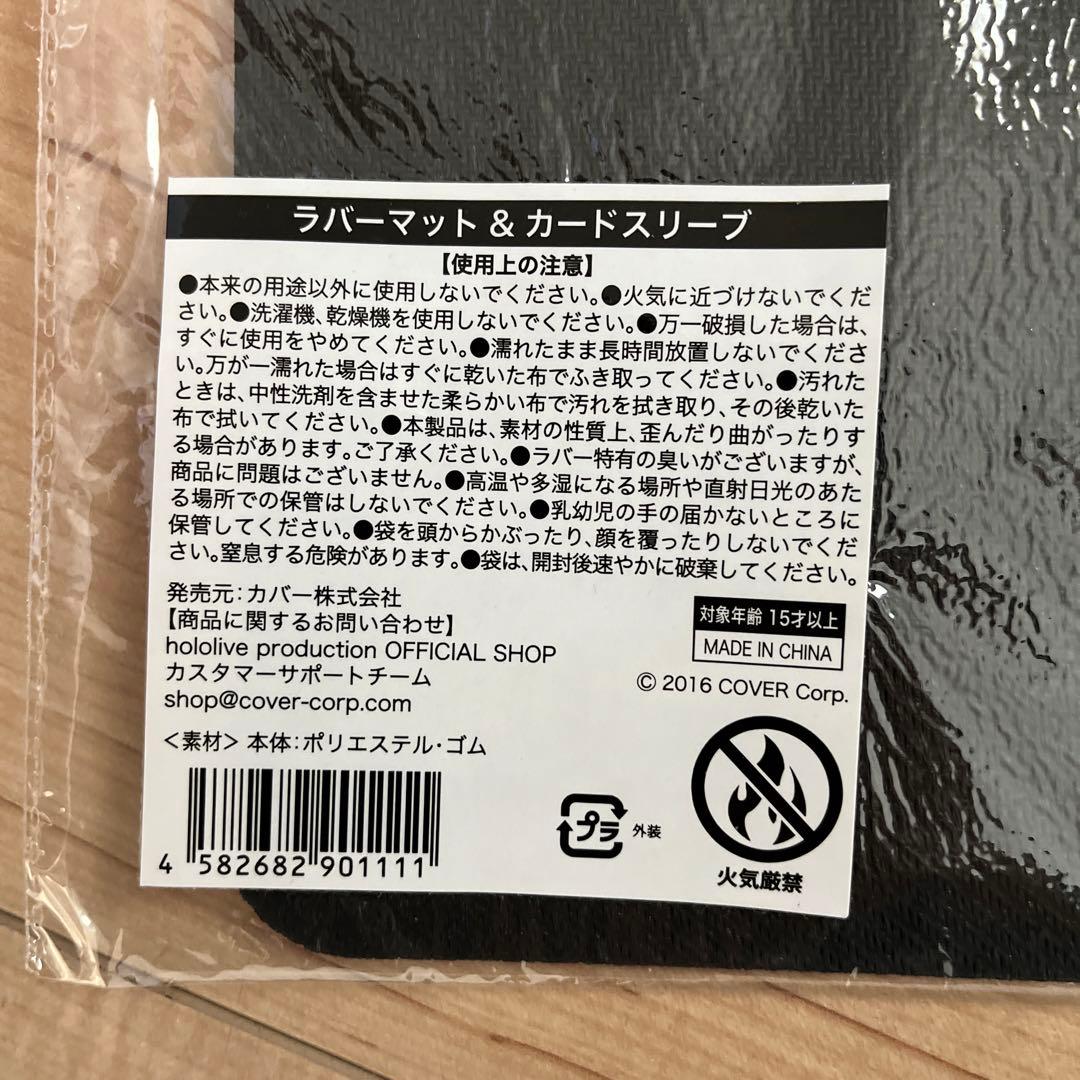 ラバーマット & カードスリーブ
【使用上の注意】
●本来の用途以外に使用しないでください。●火気に近づけないでくだ
さい。●洗濯機、乾燥機を使用しないでください。●万一破損した場合は、
すぐに使用をやめてください。●濡れたまま長時間放置しないでくださ
い。万が一濡れた場合はすぐに乾いた布でふき取ってください。●汚れた
ときは、中性洗剤を含ませた柔らかい布で汚れを拭き取り、その後乾いた
布で拭いてください。●本製品は、素材の性質上、歪んだり曲がったりす
る場合があります。ご了承ください。●ラバー特有の臭いがございますが、
商品に問題はございません。●高温や多湿になる場所や直射日光のあた
る場所での保管はしないでください。●乳幼児の手の届かないところに
保管してください。●袋を頭からかぶったり、顔を覆ったりしないでくだ
さい。窒息する危険があります。●袋は、開封後速やかに破棄してください。
発売元:カバー株式会社
【商品に関するお問い合わせ】
hololive production OFFICIAL SHOP
カスタマーサポートチーム
shop@cover-corp.com
対象年齢 15才以上
MADE IN CHINA
© 2016 COVER Corp.
<素材> 本体:ポリエステル・ゴム
4 582682 901111
プラ 外装
火気厳禁